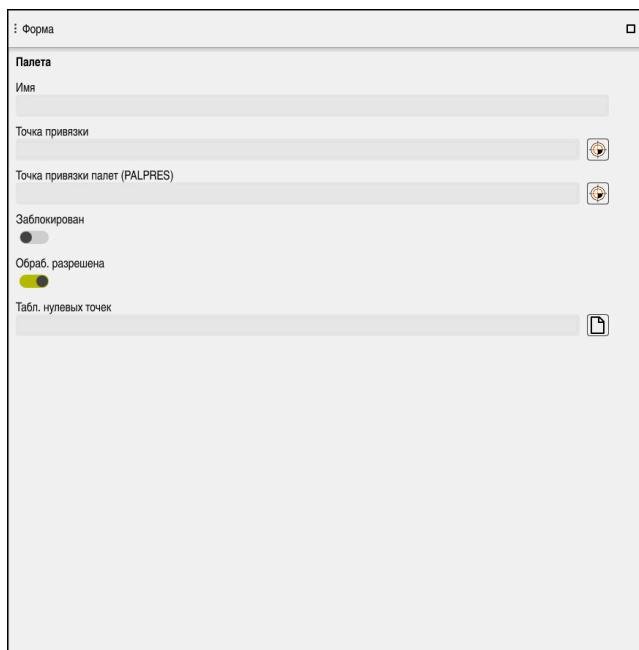 Форма
Палета
Имя
Точка привязки
Точка привязки палет (PALPRES)
Заблокирован
Обраб. разрешена
Табл. нулевых точек